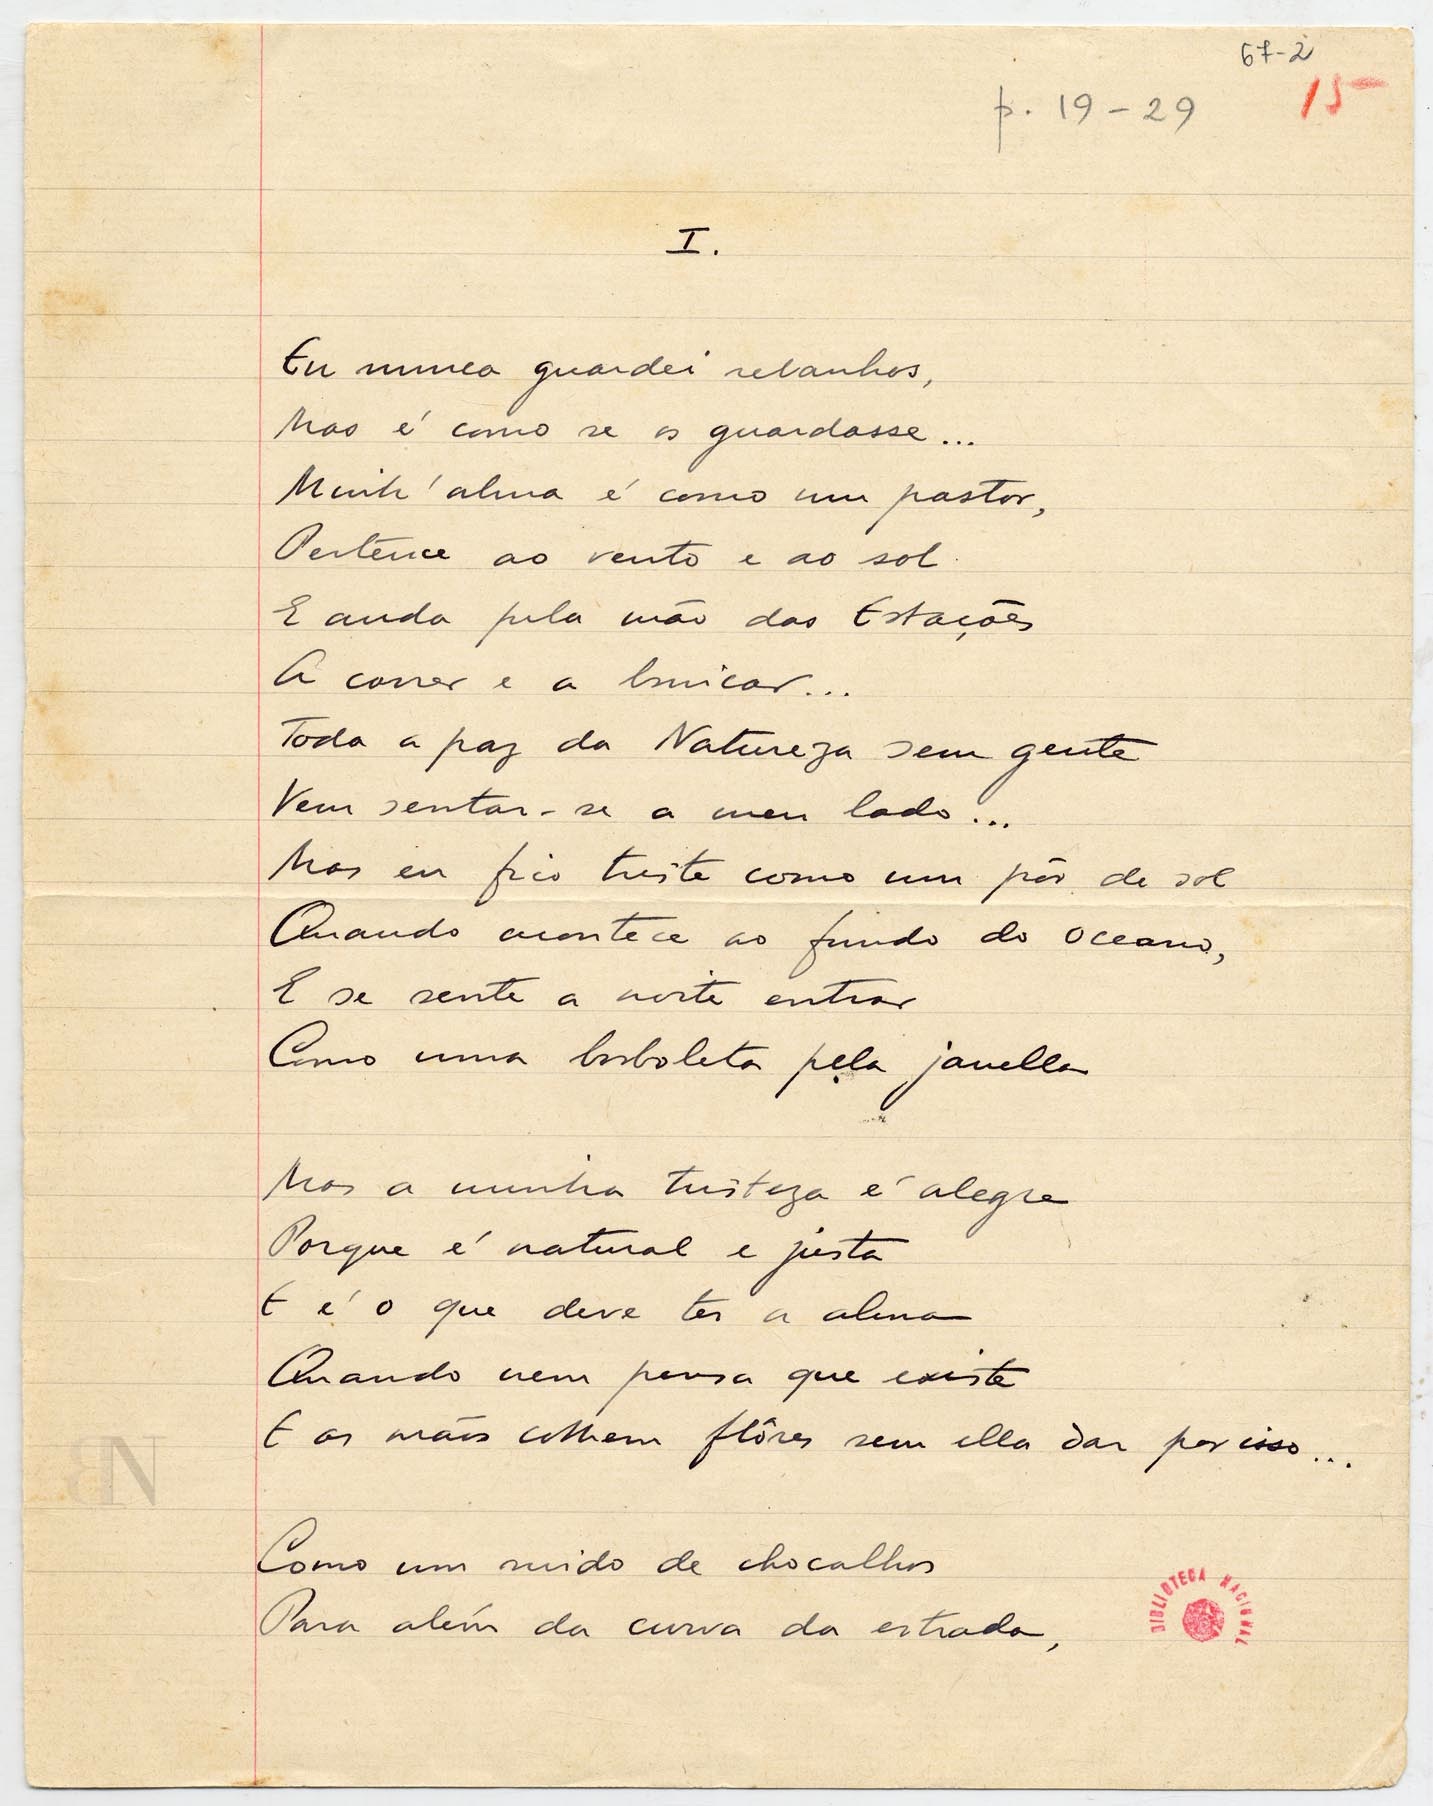 67-2
p. 19-29
15
I.
Eu nunca guardei rebanhos,
Mas é como se os guardasse...
Minh'alma é como um pastor,
Pertence ao vento e ao sol
E anda pela mão das Estações
A correr e a brincar...
Toda a paz da Natureza sem gente
Vem sentar-se a meu lado...
Mas eu fico triste como um pôr de sol
Quando acontece ao fundo do oceano,
E se sente a noite entrar
Como uma borboleta pela janella
Mas a minha tristeza é alegre
Porque é natural e justa
E é o que deve ter a alma
Quando nem pensa que existe
E as mãos colhem flôres sem ella dar por isso...
Como um ruido de chocalhos
Para além da curva da estrada,
BIBLIOTECA NACIONAL
BN